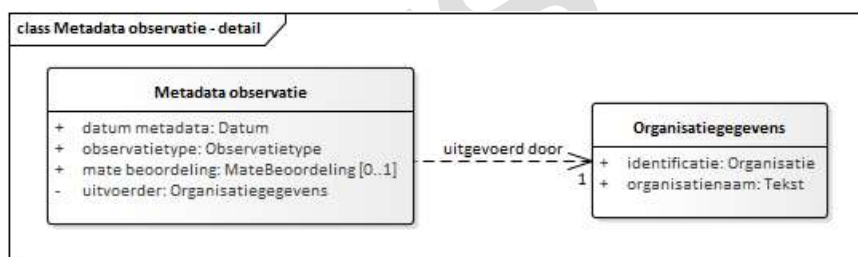 class Metadata observatie - detail
Metadata observatie
+ datum metadata: Datum
+ observatietype: Observatietype
+ mate beoordeling: MateBeoordeling [0..1]
- uitvoerder: Organisatiegegevens
uitgevoerd door
1
Organisatiegegevens
+ identificatie: Organisatie
+ organisatienaam: Tekst